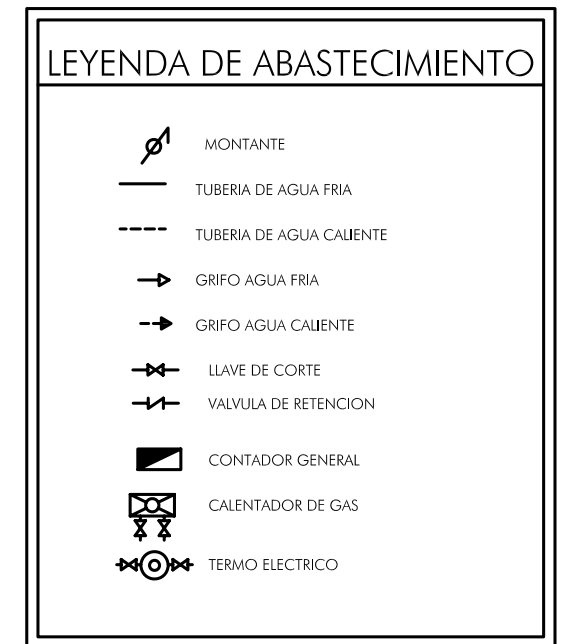 LEYENDA DE ABASTECIMIENTO
MONTANTE
TUBERIA DE AGUA FRIA
TUBERIA DE AGUA CALIENTE
GRIFO AGUA FRIA
GRIFO AGUA CALIENTE
LLAVE DE CORTE
VALVULA DE RETENCION
CONTADOR GENERAL
CALENTADOR DE GAS
TERMO ELECTRICO